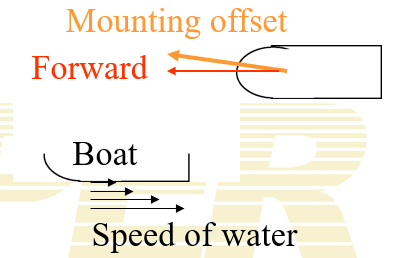 Mounting offset
Forward
Boat
Speed of water